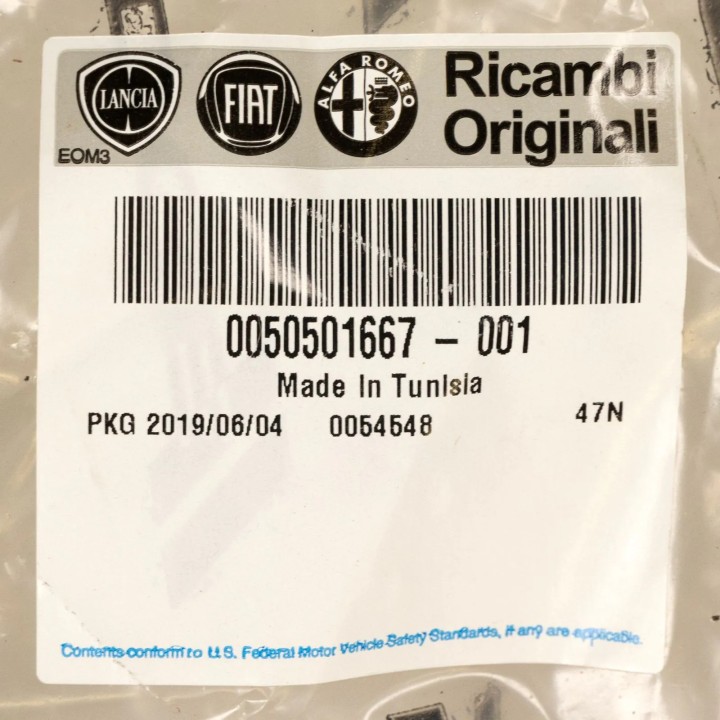 LANCIA FIAT ALFA ROMEO Ricambi
Originali
EOM3
0050501667 - 001
Made In Tunisia
PKG 2019/06/04 0054548 47N
Contents conform to U.S. Federal Motor Vehicle Safety Standards, if any are applicable.